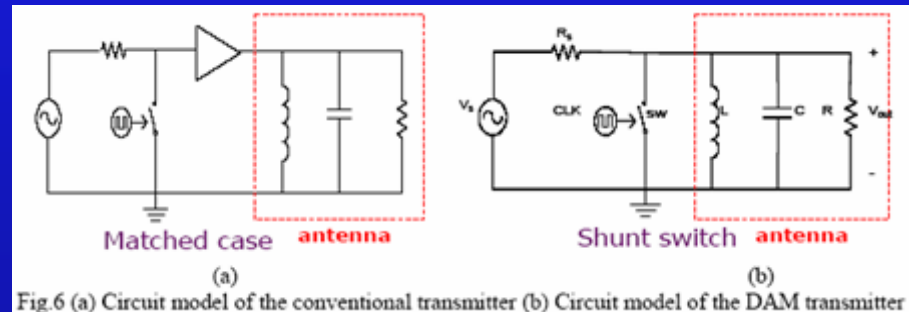 Rs
Vs
CLK
SW
L
C
R
+
Vout
-
Matched case
antenna
Shunt switch
antenna
(a)
(b)
Fig.6 (a) Circuit model of the conventional transmitter (b) Circuit model of the DAM transmitter